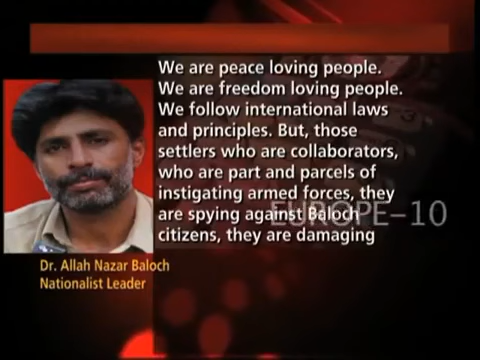 We are peace loving people.
We are freedom loving people.
We follow international laws
and principles. But, those
settlers who are collaborators,
who are part and parcels of
instigating armed forces, they
are spying against Baloch
citizens, they are damaging
EUROPE-10
Dr. Allah Nazar Baloch
Nationalist Leader